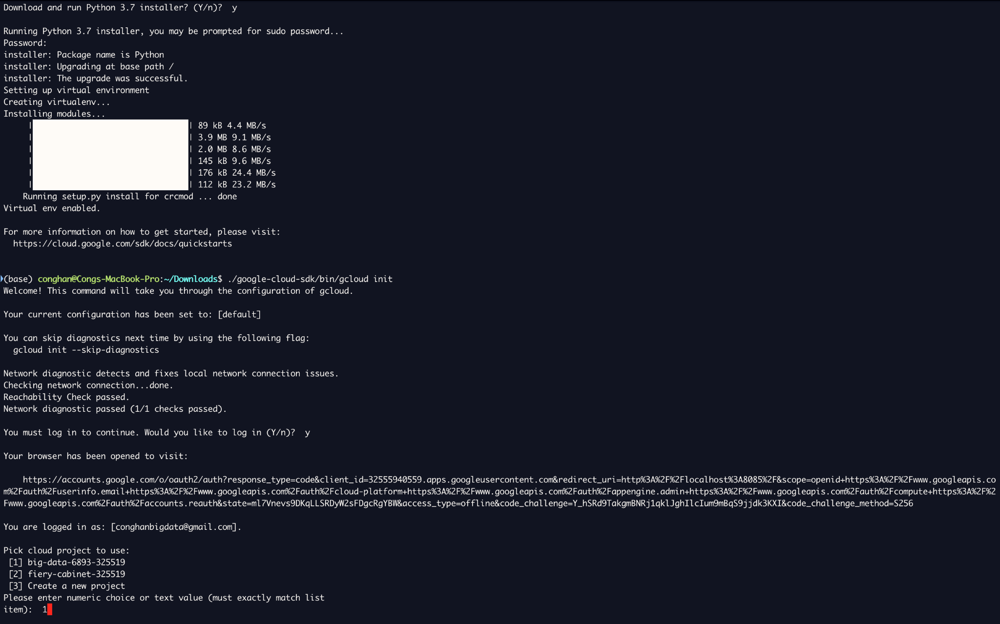 Download and run Python 3.7 installer? (Y/n)?  y
Running Python 3.7 installer, you may be prompted for sudo password...
Password:
installer: Package name is Python
installer: Upgrading at base path /
installer: The upgrade was successful.
Setting up virtual environment
Creating virtualenv...
Installing modules...
| | 89 kB 4.4 MB/s
| | 3.9 MB 9.1 MB/s
| | 2.0 MB 8.6 MB/s
| | 145 kB 9.6 MB/s
| | 176 kB 24.4 MB/s
| | 112 kB 23.2 MB/s
Running setup.py install for crcmod ... done
Virtual env enabled.
For more information on how to get started, please visit:
https://cloud.google.com/sdk/docs/quickstarts
(base) conghan@Congs-MacBook-Pro:~/Downloads$ ./google-cloud-sdk/bin/gcloud init
Welcome! This command will take you through the configuration of gcloud.
Your current configuration has been set to: [default]
You can skip diagnostics next time by using the following flag:
gcloud init --skip-diagnostics
Network diagnostic detects and fixes local network connection issues.
Checking network connection...done.
Reachability Check passed.
Network diagnostic passed (1/1 checks passed).
You must log in to continue. Would you like to log in (Y/n)?  y
Your browser has been opened to visit:
https://accounts.google.com/o/oauth2/auth?response_type=code&client_id=32555940559.apps.googleusercontent.com&redirect_uri=http%3A%2F%2Flocalhost%3A8085%2F&scope=openid+https%3A%2F%2Fwww.googleapis.co
m%2Fauth%2Fuserinfo.email+https%3A%2F%2Fwww.googleapis.com%2Fauth%2Fcloud-platform+https%3A%2F%2Fwww.googleapis.com%2Fauth%2Fappengine.admin+https%3A%2F%2Fwww.googleapis.com%2Fauth%2Fcompute+https%3A%2F%2
Fwww.googleapis.com%2Fauth%2Faccounts.reauth&state=ml7Vnevs9DKqLLSRDyW2sFDgcRgYBW&access_type=offline&code_challenge=Y_hSRd9TakgmBNRj1qklJghIlcIum9mBqS9jjdk3KXI&code_challenge_method=S256
You are logged in as: [conghanbigdata@gmail.com].
Pick cloud project to use:
[1] big-data-6893-325519
[2] fiery-cabinet-325519
[3] Create a new project
Please enter numeric choice or text value (must exactly match list
item):  1